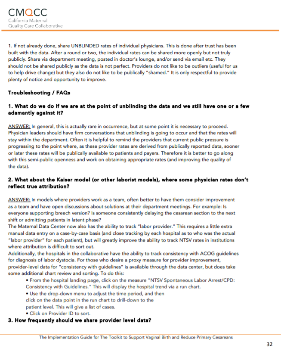 CMQCC
California Maternal
Quality Care Collaborative
1. If not already done, share UNBLINDED rates of individual physicians. This is done after trust has been
built with the data. After a round or two, the individual rates can be shared more openly but not truly
publicly. Share via department meeting, posted in doctor's lounge, and/or send via email etc. They
should not be shared publicly as the data is not perfect. Providers do not like to be outliers (useful for us
to help drive change) but they also do not like to be publically "shamed." It is only respectful to provide
plenty of notice and opportunity to improve.
Troubleshooting / FAQs
1. What do we do if we are at the point of unblinding the data and we still have one or a few
adamantly against it?
ANSWER: In general, this is actually rare in occurrence, but at some point it is necessary to proceed.
Physician leaders should have firm conversations that unblinding is going to occur and that the rates will
stay within the department. Often it is helpful to remind the providers that current public pressure is
progressing to the point where, as these provider rates are derived from publically reported data, sooner
or later these rates will be publically available to patients and payers. Therefore it is better to go along
with this semi-public openness and work on obtaining appropriate rates (and improving the quality of
the data).
2. What about the Kaiser model (or other laborist models), where some physician rates don't
reflect true attribution?
ANSWER: In models where providers work as a team, often better to have them consider improvement
as a team and have open discussions about solutions at their department meetings. For example: Is
everyone supporting breech version? Is someone consistently delaying the cesarean section to the next
shift or admitting patients in latent phase?
The Maternal Data Center now also has the ability to track "labor provider." This requires a little extra
manual data entry on a case-by-case basis (and close tracking by each hospital as to who was the actual
"labor provider" for each patient), but will greatly improve the ability to track NTSV rates in institutions
where attribution is difficult to sort out.
Additionally, the hospitals in the collaborative have the ability to track consistency with ACOG guidelines
for diagnosis of labor dystocia. For those who desire a proxy measure for provider improvement,
provider-level data for "consistency with guidelines" is available through the data center, but does take
some additional chart review and sorting. To do this:
• From the hospital landing page, click on the measure "NTSV Spontaneous Labor Arrest/CPD:
Consistency with Guidelines." This will display the hospital trend via a run chart.
• Use the drop down menu to adjust the time period, and then
click on the data point in the run chart to drill-down to the
patient level. This will give a list of cases.
• Click on Provider ID to sort.
3. How frequently should we share provider level data?
The Implementation Guide for The Toolkit to Support Vaginal Birth and Reduce Primary Cesareans
32